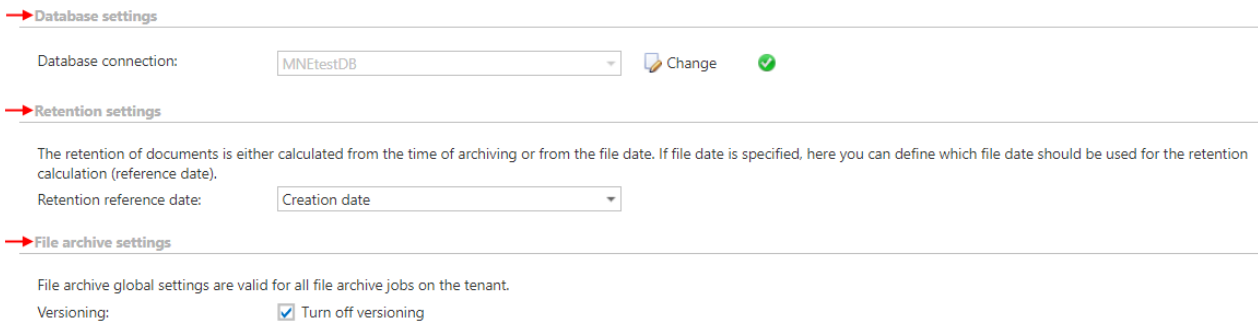 Database settings
Database connection: MNEtestDB Change
Retention settings
The retention of documents is either calculated from the time of archiving or from the file date. If file date is specified, here you can define which file date should be used for the retention
calculation (reference date).
Retention reference date: Creation date
File archive settings
File archive global settings are valid for all file archive jobs on the tenant.
Versioning: Turn off versioning